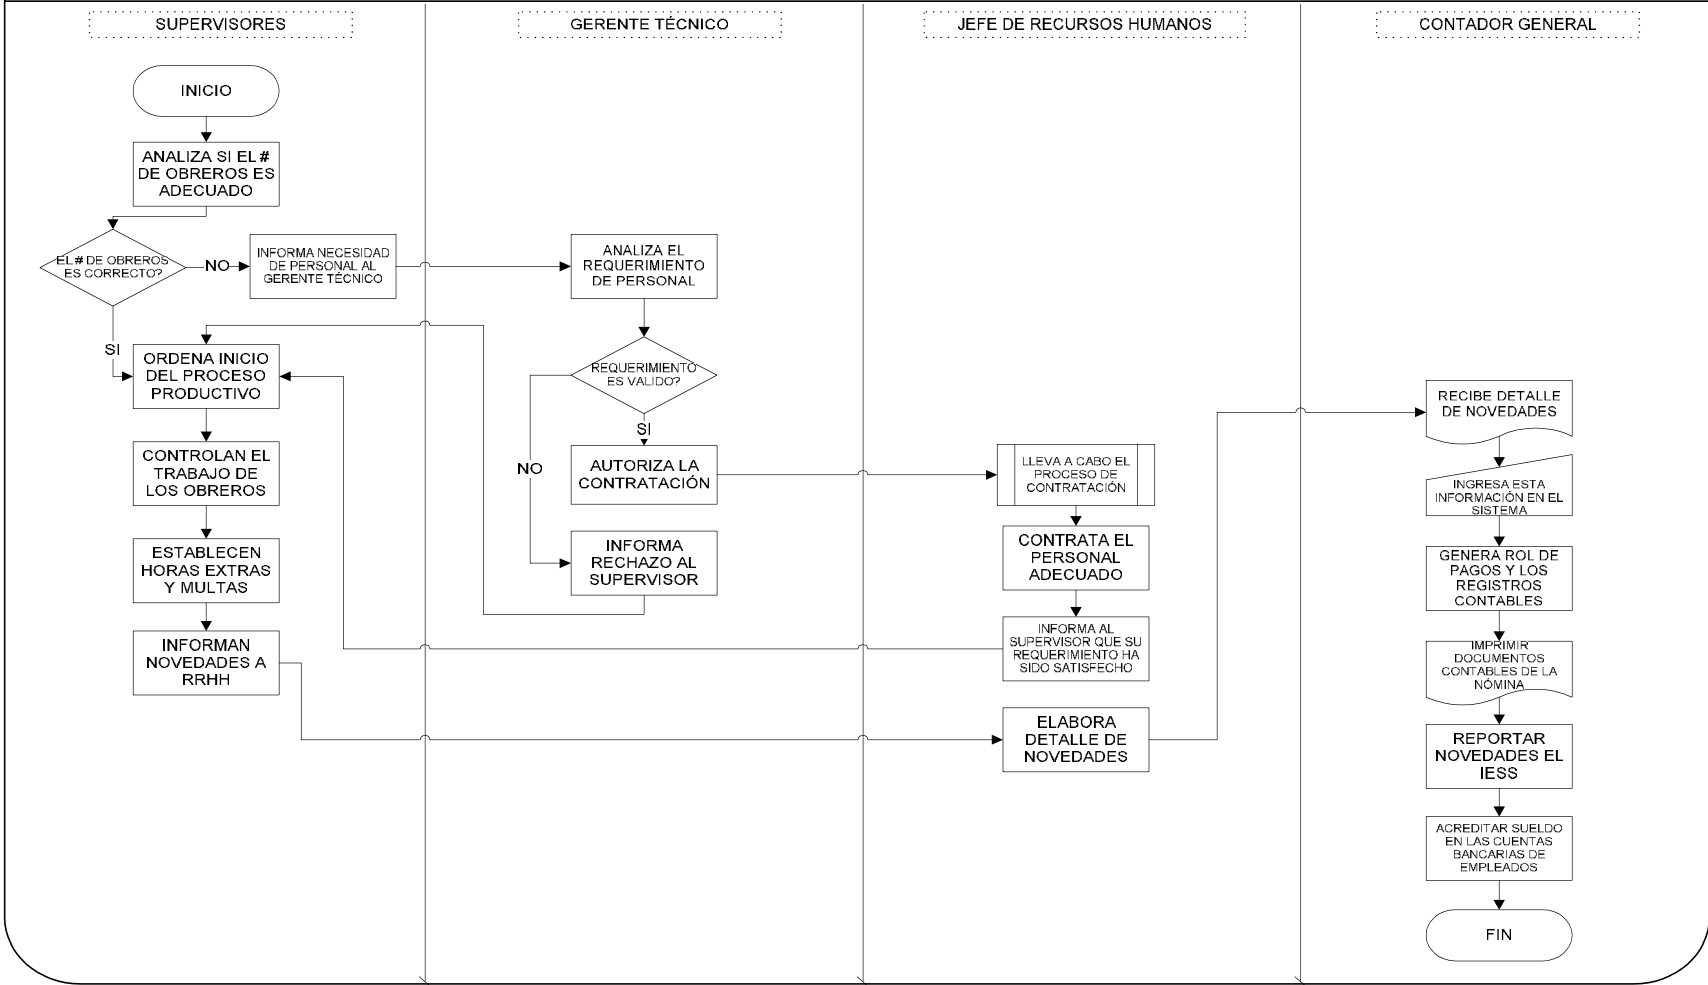 SUPERVISORES
GERENTE TÉCNICO
JEFE DE RECURSOS HUMANOS
CONTADOR GENERAL
INICIO
ANALIZA SI EL #
DE OBREROS ES
ADECUADO
EL # DE OBREROS
ES CORRECTO?
NO
INFORMA NECESIDAD
DE PERSONAL AL
GERENTE TÉCNICO
SI
ORDENA INICIO
DEL PROCESO
PRODUCTIVO
CONTROLAN EL
TRABAJO DE
LOS OBREROS
ESTABLECEN
HORAS EXTRAS
Y MULTAS
INFORMAN
NOVEDADES A
RRHH
ANALIZA EL
REQUERIMIENTO
DE PERSONAL
REQUERIMIENTO
ES VALIDO?
SI
NO
AUTORIZA LA
CONTRATACIÓN
INFORMA
RECHAZO AL
SUPERVISOR
LLEVA A CABO EL
PROCESO DE
CONTRATACIÓN
CONTRATA EL
PERSONAL
ADECUADO
INFORMA AL
SUPERVISOR QUE SU
REQUERIMIENTO HA
SIDO SATISFECHO
ELABORA
DETALLE DE
NOVEDADES
RECIBE DETALLE
DE NOVEDADES
INGRESA ESTA
INFORMACIÓN EN EL
SISTEMA
GENERA ROL DE
PAGOS Y LOS
REGISTROS
CONTABLES
IMPRIMIR
DOCUMENTOS
CONTABLES DE LA
NÓMINA
REPORTAR
NOVEDADES EL
IESS
ACREDITAR SUELDO
EN LAS CUENTAS
BANCARIAS DE
EMPLEADOS
FIN